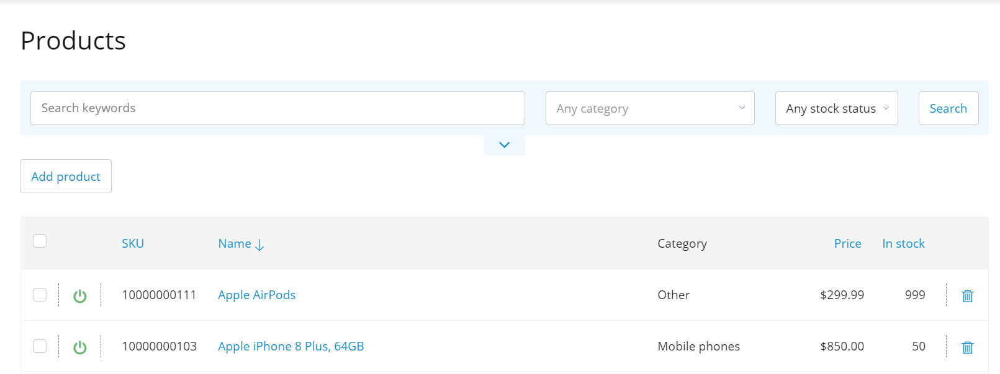 Products
Search keywords Any category Any stock status Search
Add product
SKU Name Category Price In stock
10000000111 Apple AirPods Other $299.99 999
10000000103 Apple iPhone 8 Plus, 64GB Mobile phones $850.00 50